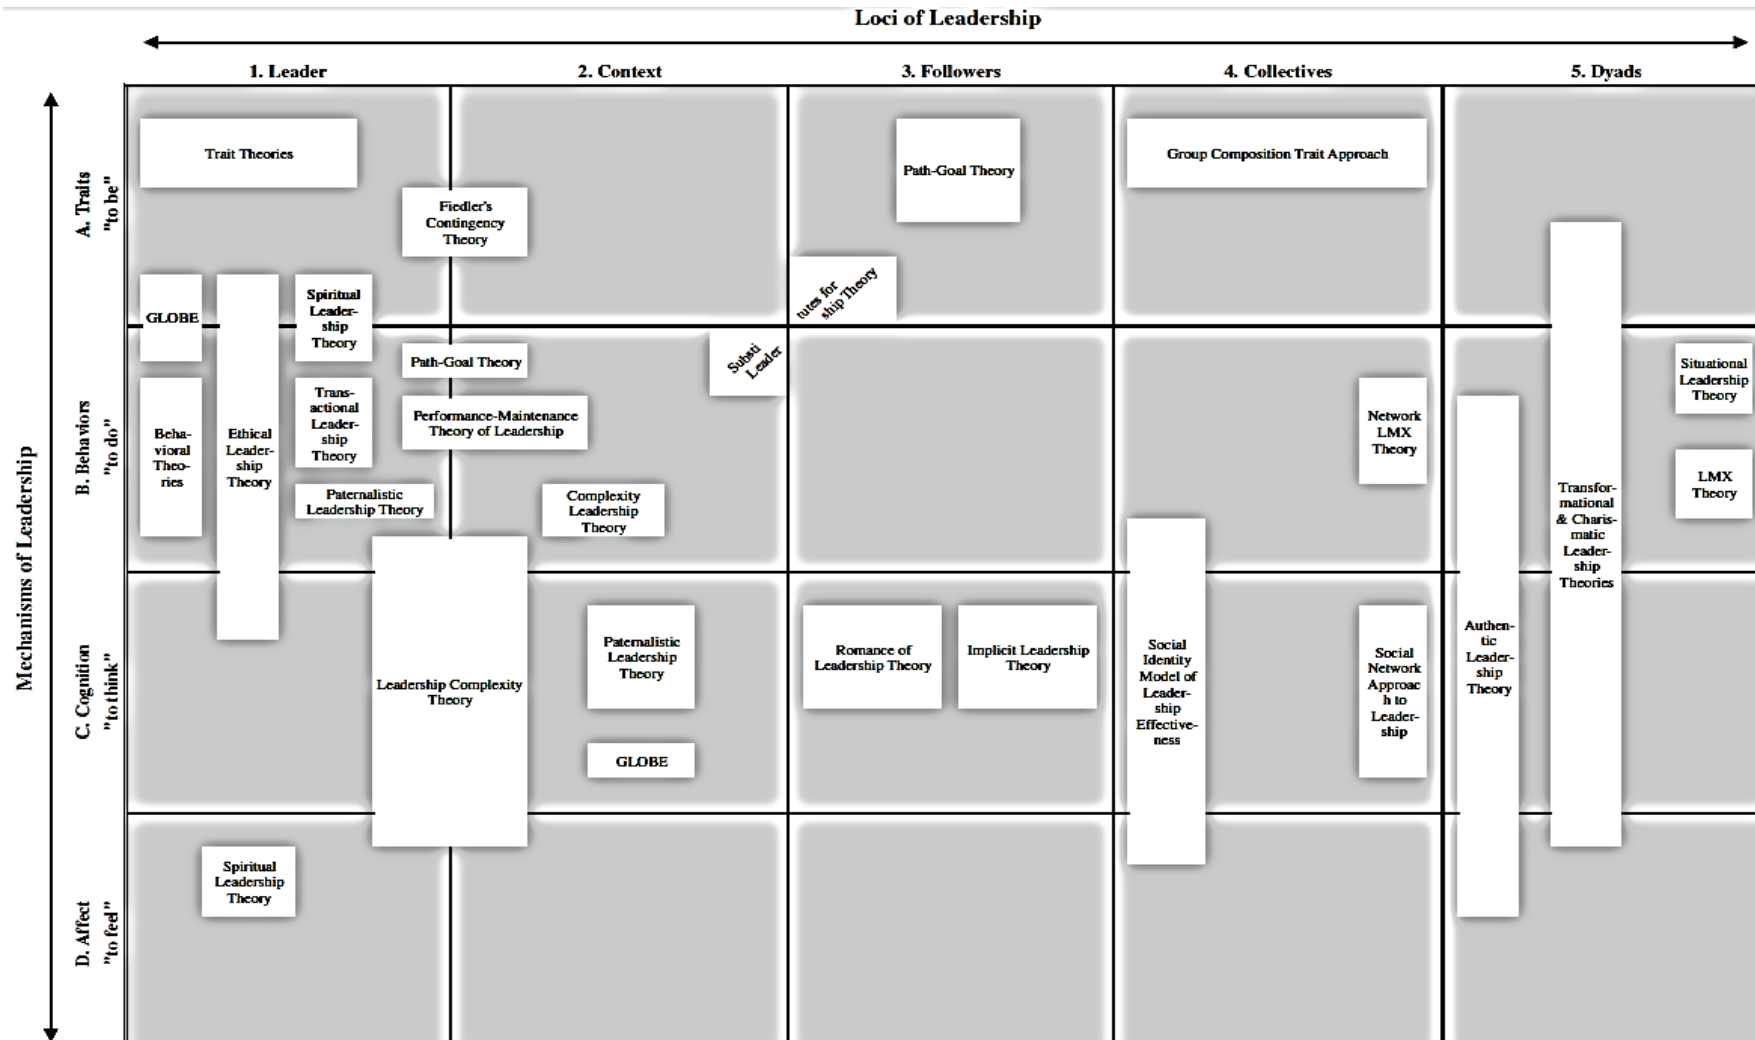 Loci of Leadership
1. Leader
2. Context
3. Followers
4. Collectives
5. Dyads
Mechanisms of Leadership
A. Traits
"to be"
Trait Theories
Fiedler's
Contingency
Theory
Path-Goal Theory
Group Composition Trait Approach
GLOBE
Spiritual
Leader-
ship
Theory
tutes for
ship Theory
Substi
Leader
B. Behaviors
"to do"
Beha-
vioral
Theo-
ries
Ethical
Leader-
ship
Theory
Trans-
actional
Leader-
ship
Theory
Paternalistic
Leadership Theory
Path-Goal Theory
Performance-Maintenance
Theory of Leadership
Complexity
Leadership
Theory
Network
LMX
Theory
Situational
Leadership
Theory
LMX
Theory
Transfor-
mational
& Charis-
matic
Leader-
ship
Theories
C. Cognition
"to think"
Leadership Complexity
Theory
Paternalistic
Leadership
Theory
GLOBE
Romance of
Leadership Theory
Implicit Leadership
Theory
Social
Identity
Model of
Leader-
ship
Effective-
ness
Social
Network
Approac
h to
Leader-
ship
Authen-
tic
Leader-
ship
Theory
D. Affect
"to feel"
Spiritual
Leadership
Theory